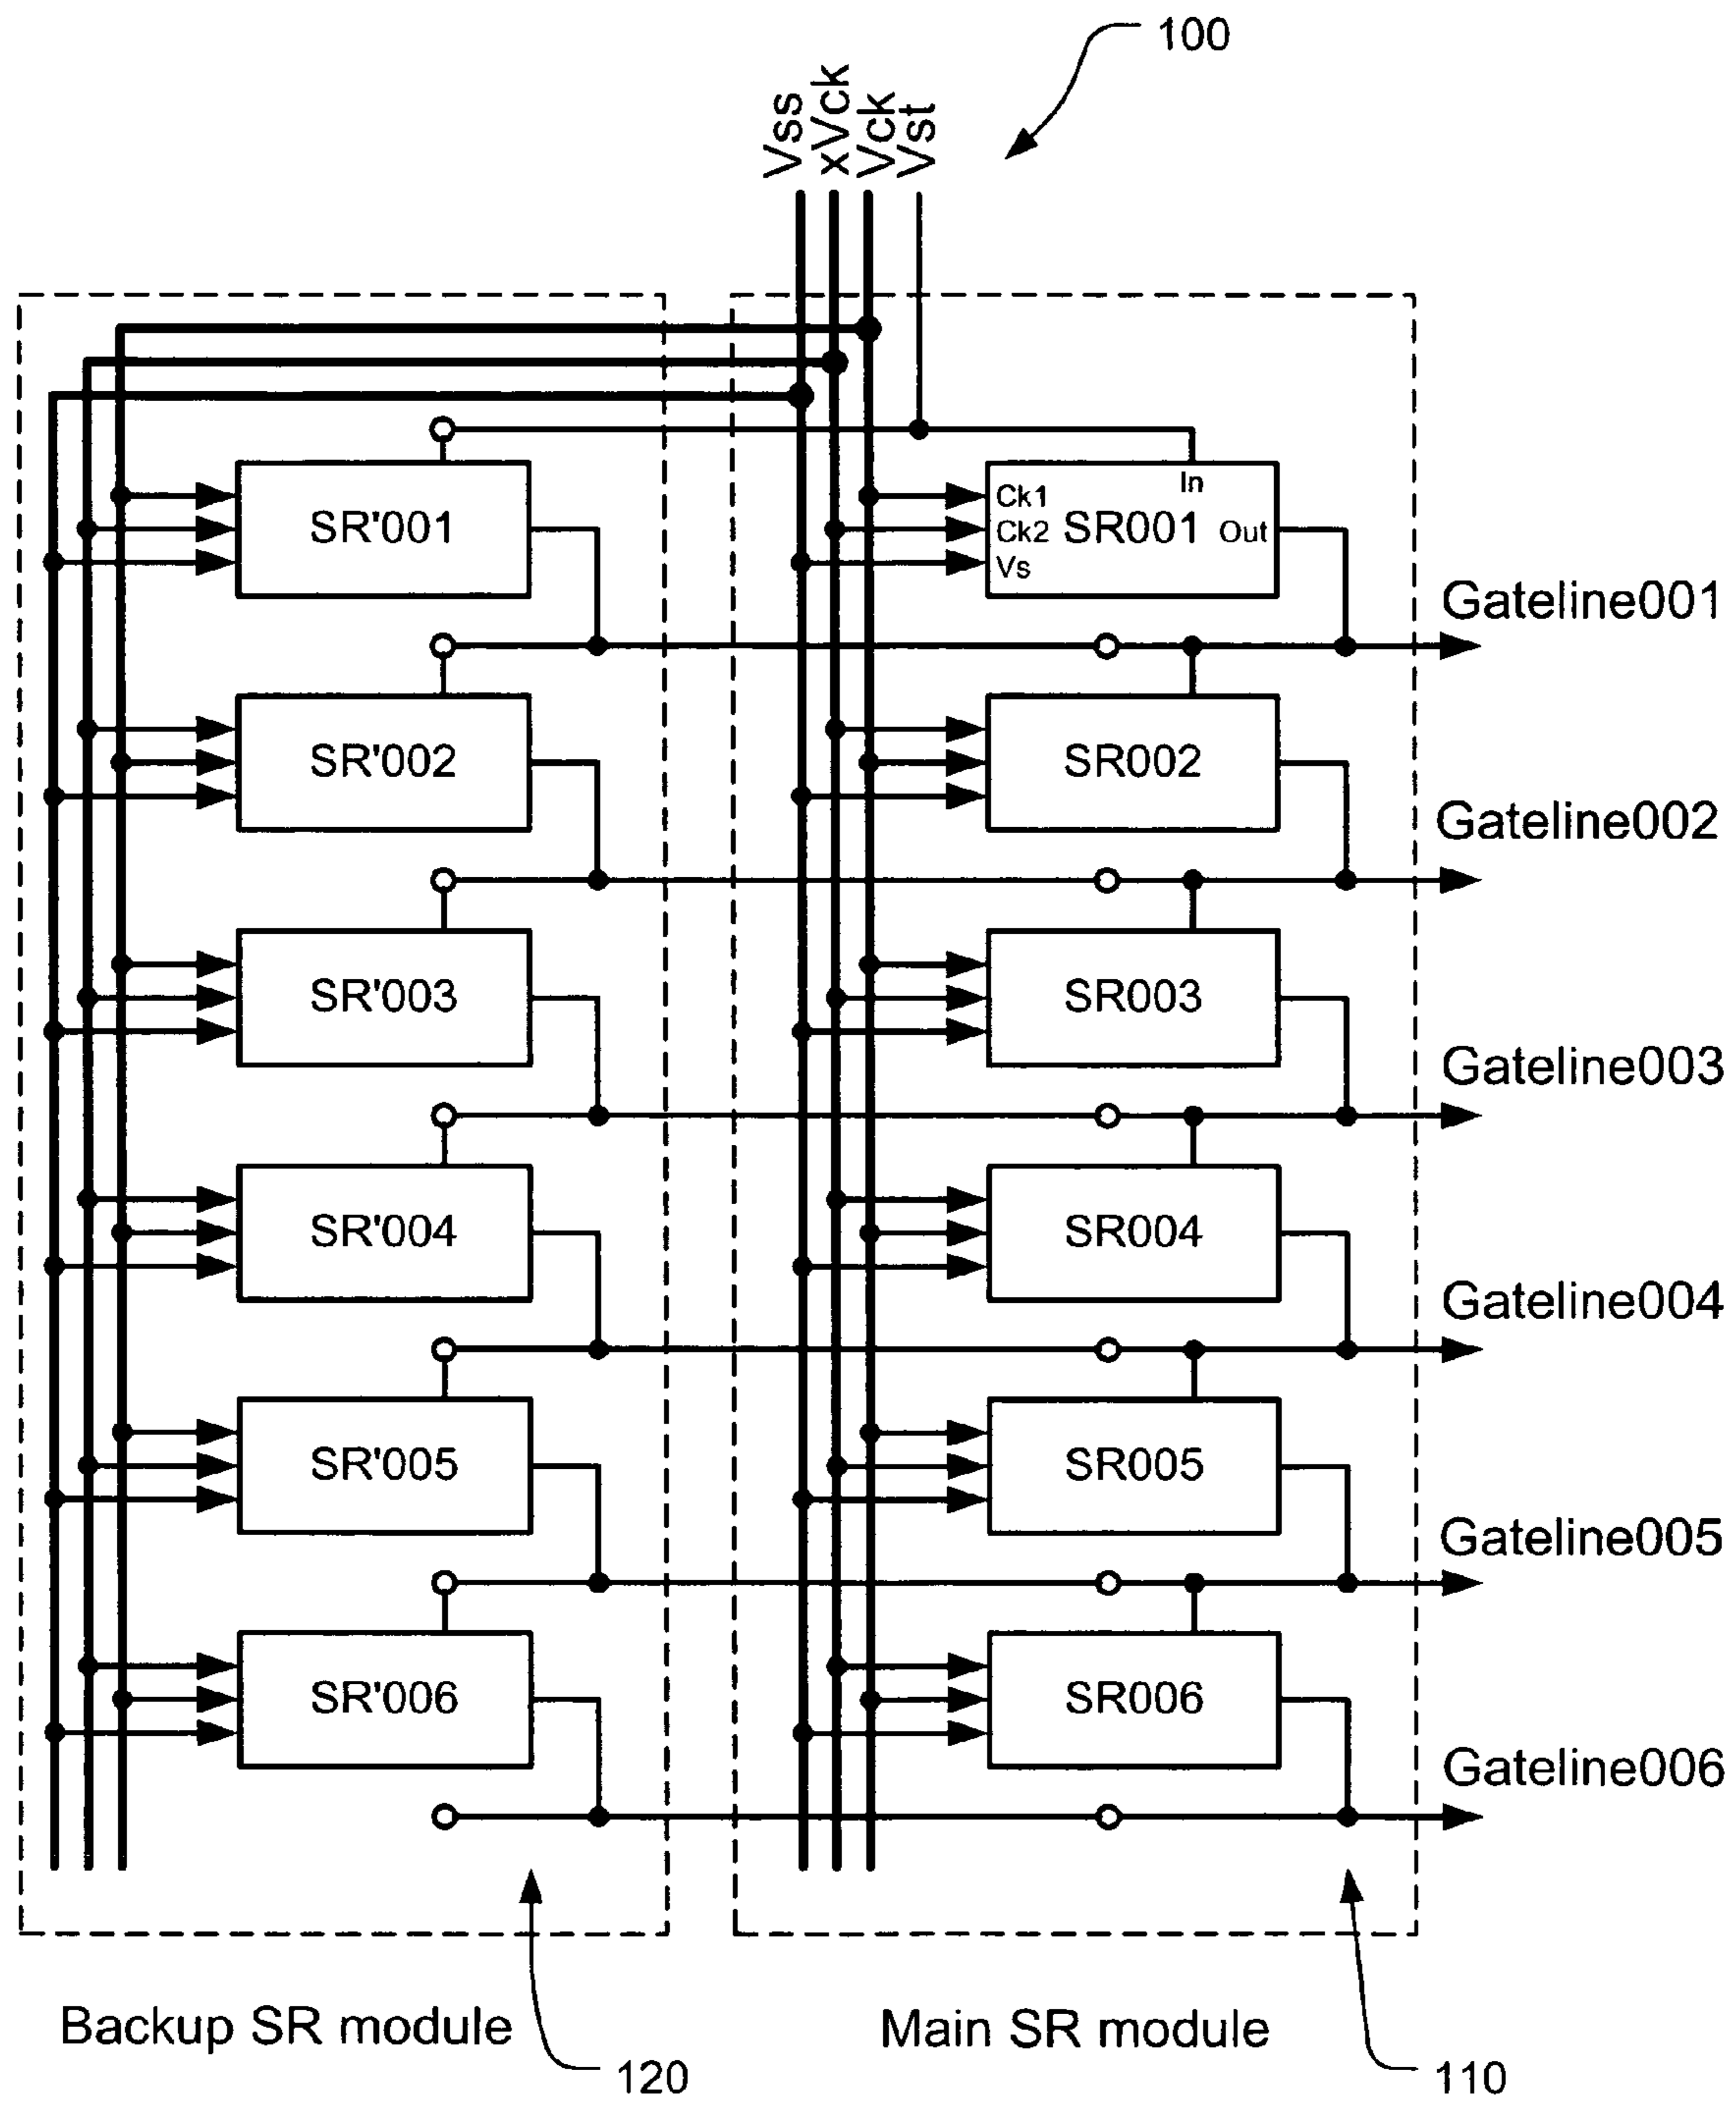 100
Vss
xVck
Vck
Vst
SR'001
In
Ck1
Ck2 SR001 Out
Vs
Gateline001
SR'002
SR002
Gateline002
SR'003
SR003
Gateline003
SR'004
SR004
Gateline004
SR'005
SR005
Gateline005
SR'006
SR006
Gateline006
Backup SR module
Main SR module
120
110